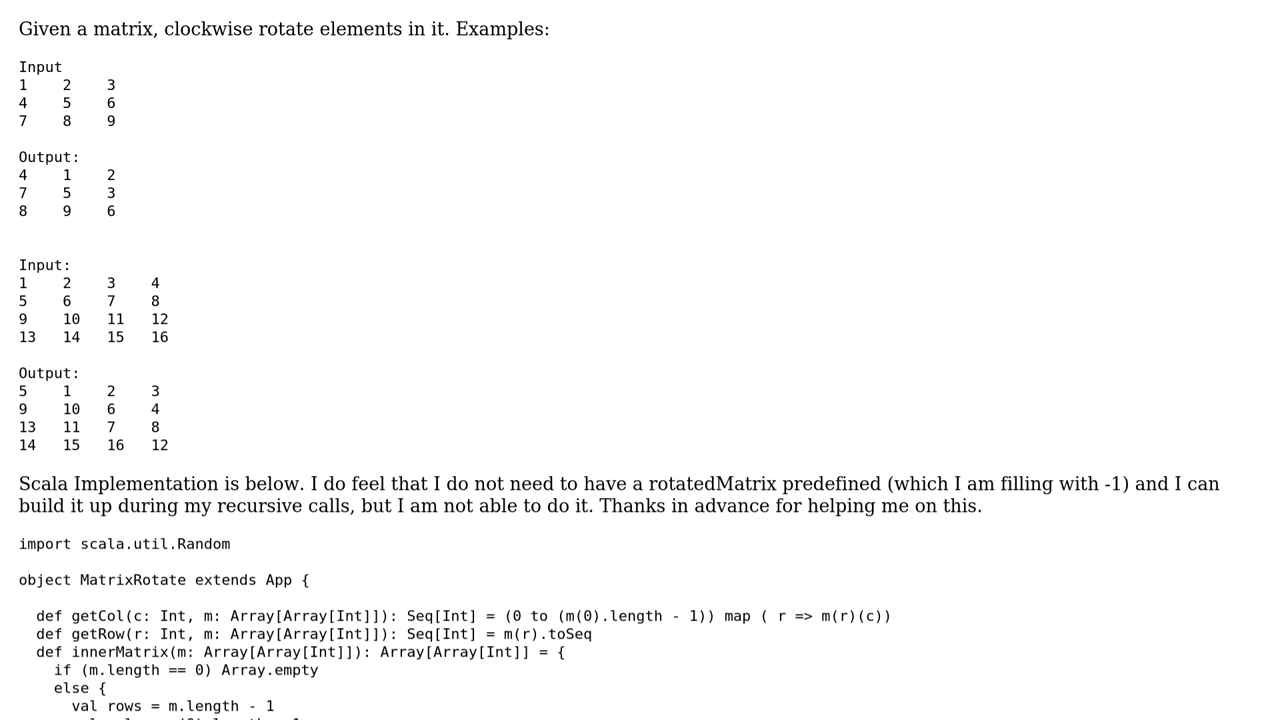 Given a matrix, clockwise rotate elements in it. Examples:
Input
1    2    3
4    5    6
7    8    9
Output:
4    1    2
7    5    3
8    9    6
Input:
1    2    3    4
5    6    7    8
9    10   11   12
13   14   15   16
Output:
5    1    2    3
9    10   6    4
13   11   7    8
14   15   16   12
Scala Implementation is below. I do feel that I do not need to have a rotatedMatrix predefined (which I am filling with -1) and I can
build it up during my recursive calls, but I am not able to do it. Thanks in advance for helping me on this.
import scala.util.Random
object MatrixRotate extends App {
  def getCol(c: Int, m: Array[Array[Int]]): Seq[Int] = (0 to (m(0).length - 1)) map ( r => m(r)(c))
  def getRow(r: Int, m: Array[Array[Int]]): Seq[Int] = m(r).toSeq
  def innerMatrix(m: Array[Array[Int]]): Array[Array[Int]] = {
    if (m.length == 0) Array.empty
    else {
      val rows = m.length - 1